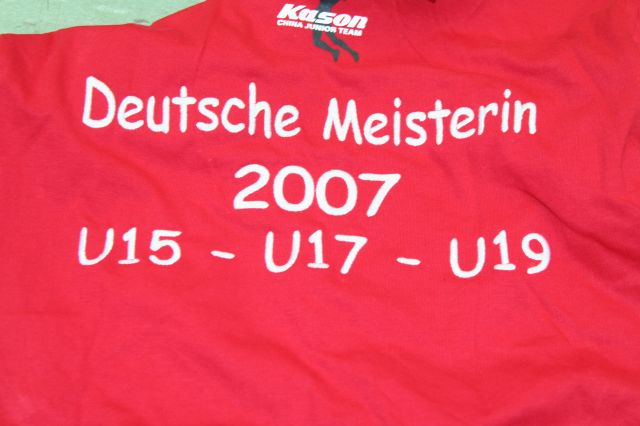 Kason
CHINA JUNIOR TEAM
Deutsche Meisterin
2007
U15 - U17 - U19